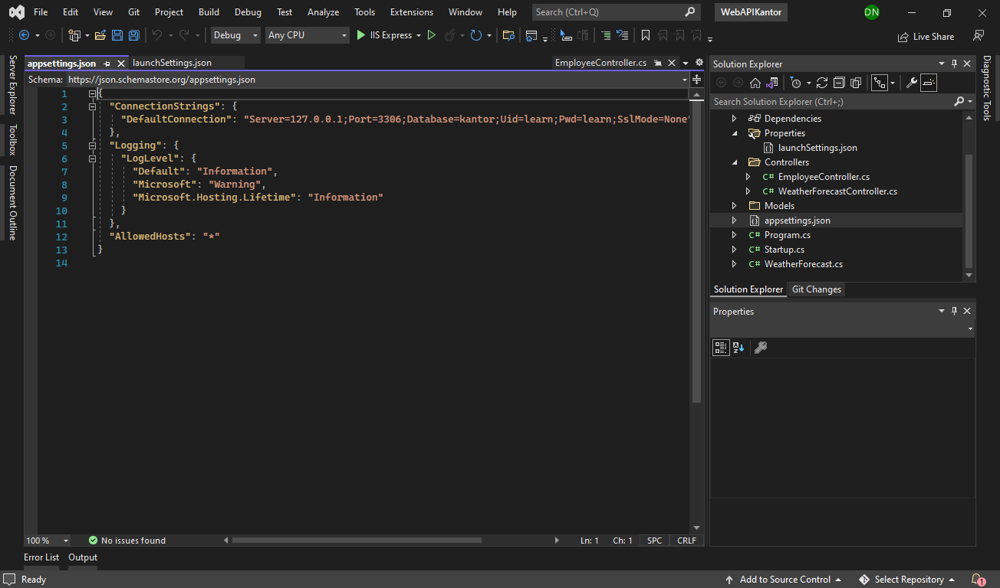 File Edit View Git Project Build Debug Test Analyze Tools Extensions Window Help Search (Ctrl+Q) WebAPIKantor DN
Debug Any CPU IIS Express Live Share
Server Explorer
Toolbox
Document Outline
appsettings.json launchSettings.json EmployeeController.cs
Schema: https://json.schemastore.org/appsettings.json
1 {
2 "ConnectionStrings": {
3 "DefaultConnection": "Server=127.0.0.1;Port=3306;Database=kantor;Uid=learn;Pwd=learn;SslMode=None"
4 },
5 "Logging": {
6 "LogLevel": {
7 "Default": "Information",
8 "Microsoft": "Warning",
9 "Microsoft.Hosting.Lifetime": "Information"
10 }
11 },
12 "AllowedHosts": "*"
13 }
14
100 % No issues found Ln: 1 Ch: 1 SPC CRLF
Solution Explorer
Search Solution Explorer (Ctrl+;)
Dependencies
Properties
launchSettings.json
Controllers
C# EmployeeController.cs
C# WeatherForecastController.cs
Models
appsettings.json
C# Program.cs
C# Startup.cs
C# WeatherForecast.cs
Solution Explorer Git Changes
Properties
Diagnostic Tools
Error List Output
Ready Add to Source Control Select Repository 1